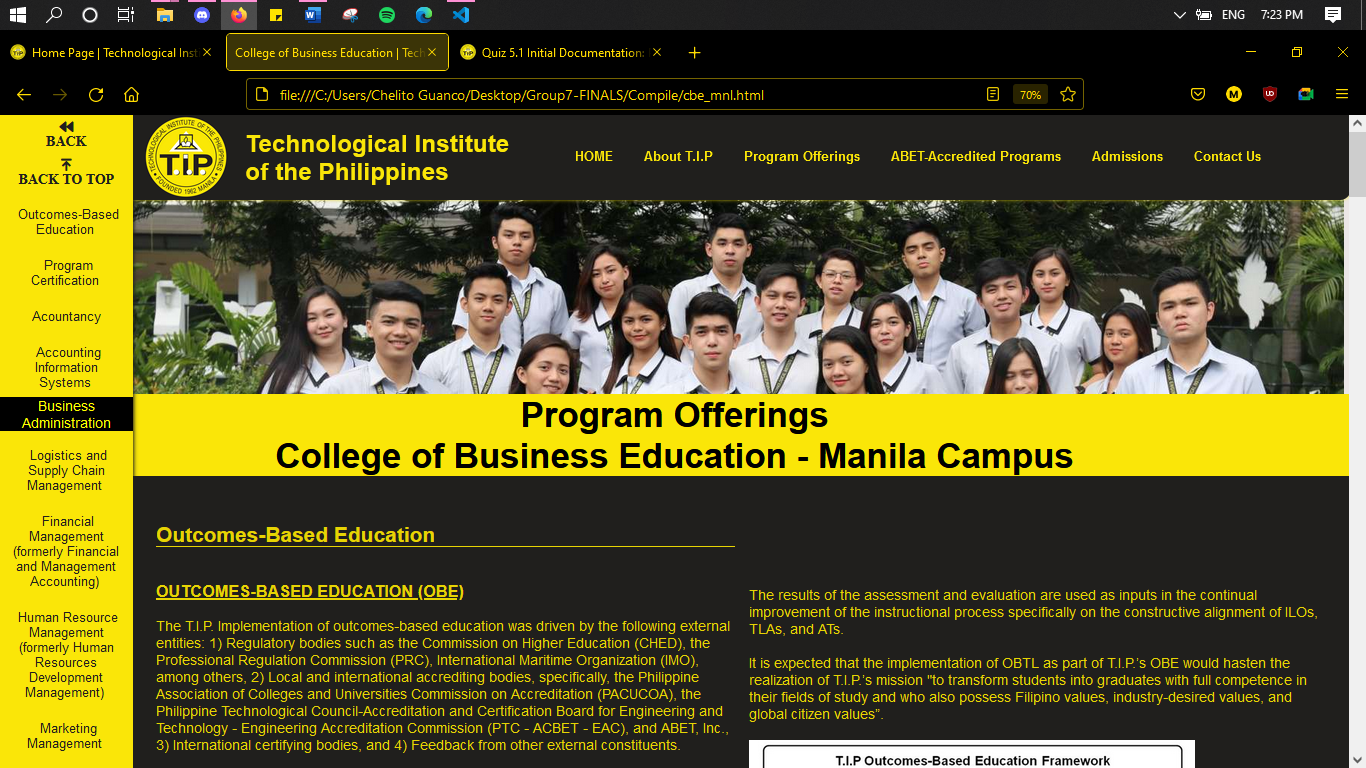 ENG 7:23 PM
Home Page | Technological Inst
College of Business Education | Tech
Quiz 5.1 Initial Documentation:
file:///C:/Users/Chelito Guanco/Desktop/Group7-FINALS/Compile/cbe_mnl.html
70%
BACK
BACK TO TOP
Outcomes-Based
Education
Program
Certification
Acountancy
Accounting
Information
Systems
Business
Administration
Logistics and
Supply Chain
Management
Financial
Management
(formerly Financial
and Management
Accounting)
Human Resource
Management
(formerly Human
Resources
Development
Management)
Marketing
Management
TECHNOLOGICAL INSTITUTE OF THE PHILIPPINES
T.I.P
FOUNDED 1962 MANILA
Technological Institute
of the Philippines
HOME About T.I.P Program Offerings ABET-Accredited Programs Admissions Contact Us
Program Offerings
College of Business Education - Manila Campus
Outcomes-Based Education
OUTCOMES-BASED EDUCATION (OBE)
The T.I.P. Implementation of outcomes-based education was driven by the following external
entities: 1) Regulatory bodies such as the Commission on Higher Education (CHED), the
Professional Regulation Commission (PRC), International Maritime Organization (IMO),
among others, 2) Local and international accrediting bodies, specifically, the Philippine
Association of Colleges and Universities Commission on Accreditation (PACUCOA), the
Philippine Technological Council-Accreditation and Certification Board for Engineering and
Technology - Engineering Accreditation Commission (PTC - ACBET - EAC), and ABET, Inc.,
3) International certifying bodies, and 4) Feedback from other external constituents.
The results of the assessment and evaluation are used as inputs in the continual
improvement of the instructional process specifically on the constructive alignment of ILOs,
TLAs, and ATs.
It is expected that the implementation of OBTL as part of T.I.P.’s OBE would hasten the
realization of T.I.P.’s mission "to transform students into graduates with full competence in
their fields of study and who also possess Filipino values, industry-desired values, and
global citizen values”.
T.I.P Outcomes-Based Education Framework